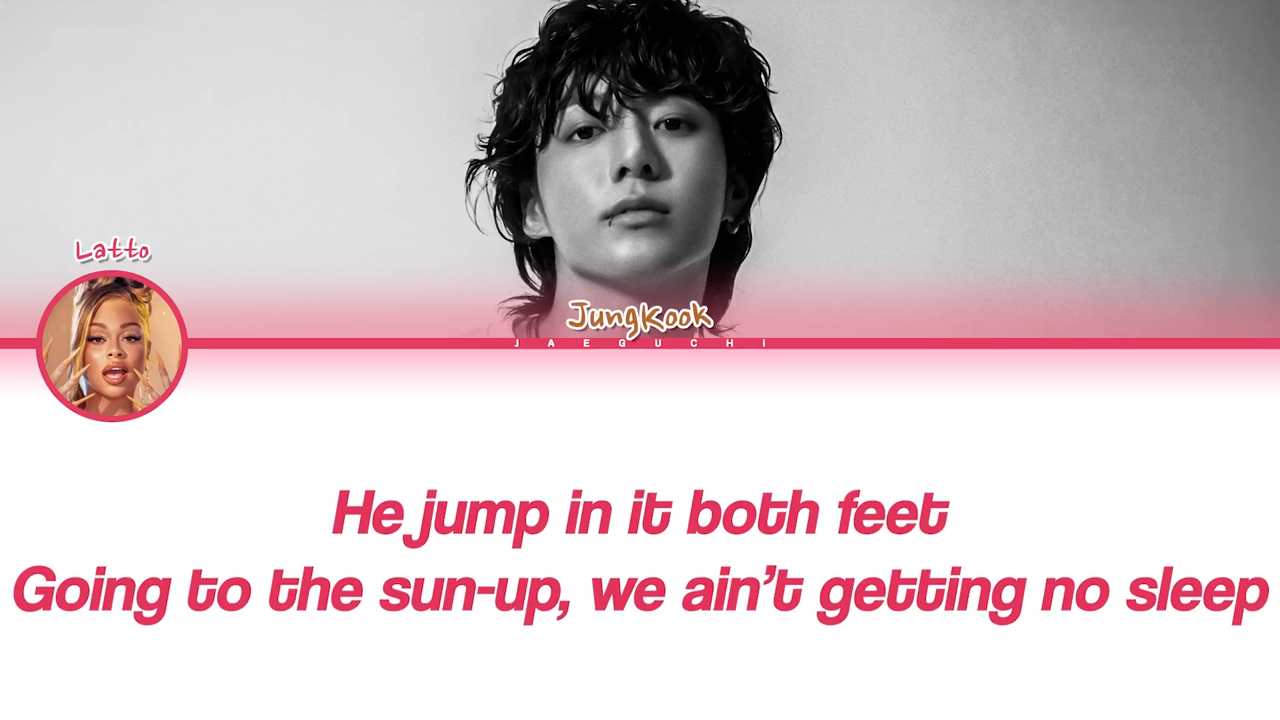 Latto
JungKook
JAEGUCHI
He jump in it both feet
Going to the sun-up, we ain't getting no sleep